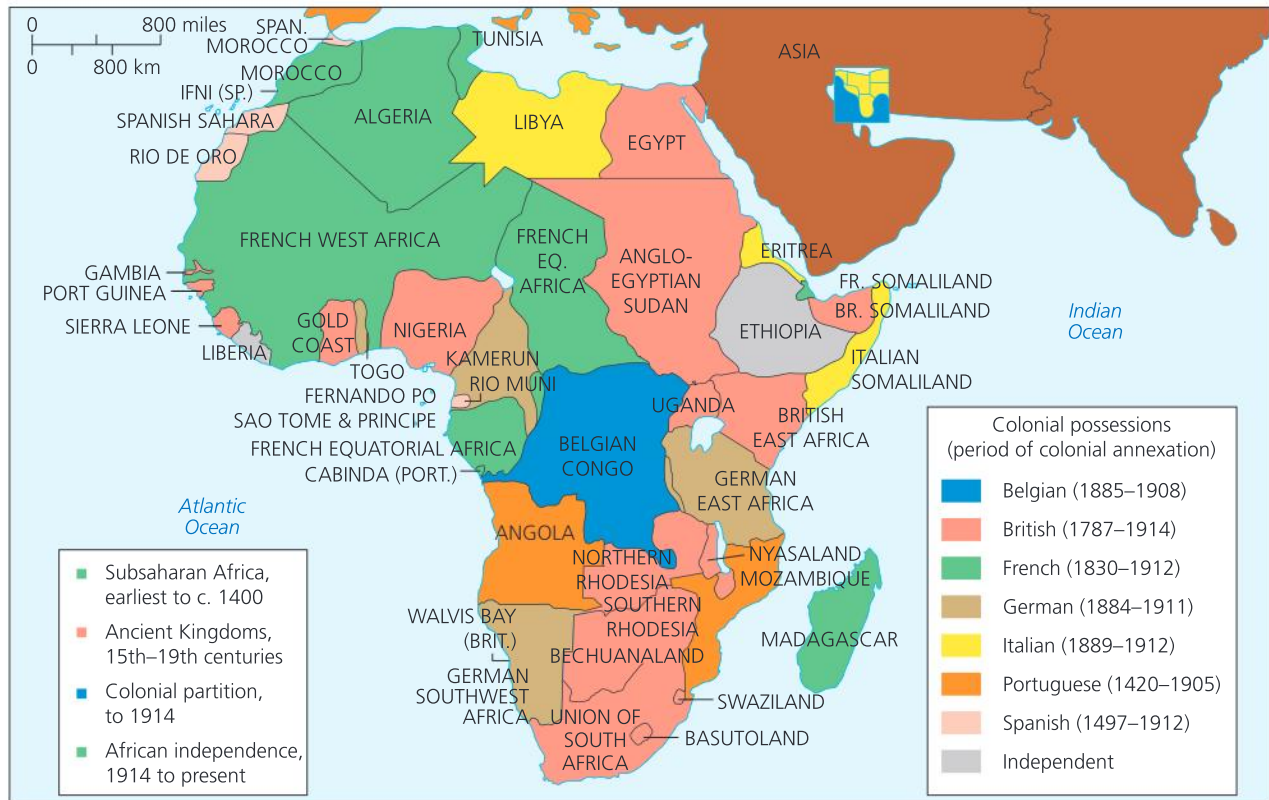 0
800 miles
0
800 km
SPAN.
MOROCCO
TUNISIA
MOROCCO
IFNI (SP.)
SPANISH SAHARA
RIO DE ORO
ALGERIA
LIBYA
EGYPT
ASIA
FRENCH WEST AFRICA
FRENCH
EQ.
AFRICA
ANGLO-
EGYPTIAN
SUDAN
ERITREA
FR. SOMALILAND
BR. SOMALILAND
ETHIOPIA
ITALIAN
SOMALILAND
Indian
Ocean
GAMBIA
PORT GUINEA
SIERRA LEONE
LIBERIA
GOLD
COAST
TOGO
NIGERIA
KAMERUN
RIO MUNI
FERNANDO PO
SAO TOME & PRINCIPE
FRENCH EQUATORIAL AFRICA
CABINDA (PORT.)
UGANDA
BRITISH
EAST AFRICA
BELGIAN
CONGO
GERMAN
EAST AFRICA
Atlantic
Ocean
ANGOLA
NORTHERN
RHODESIA
NYASALAND
MOZAMBIQUE
SOUTHERN
RHODESIA
WALVIS BAY
(BRIT.)
BECHUANALAND
MADAGASCAR
GERMAN
SOUTHWEST
AFRICA
SWAZILAND
UNION OF
SOUTH
AFRICA
BASUTOLAND
Subsaharan Africa,
earliest to c. 1400
Ancient Kingdoms,
15th–19th centuries
Colonial partition,
to 1914
African independence,
1914 to present
Colonial possessions
(period of colonial annexation)
Belgian (1885–1908)
British (1787–1914)
French (1830–1912)
German (1884–1911)
Italian (1889–1912)
Portuguese (1420–1905)
Spanish (1497–1912)
Independent